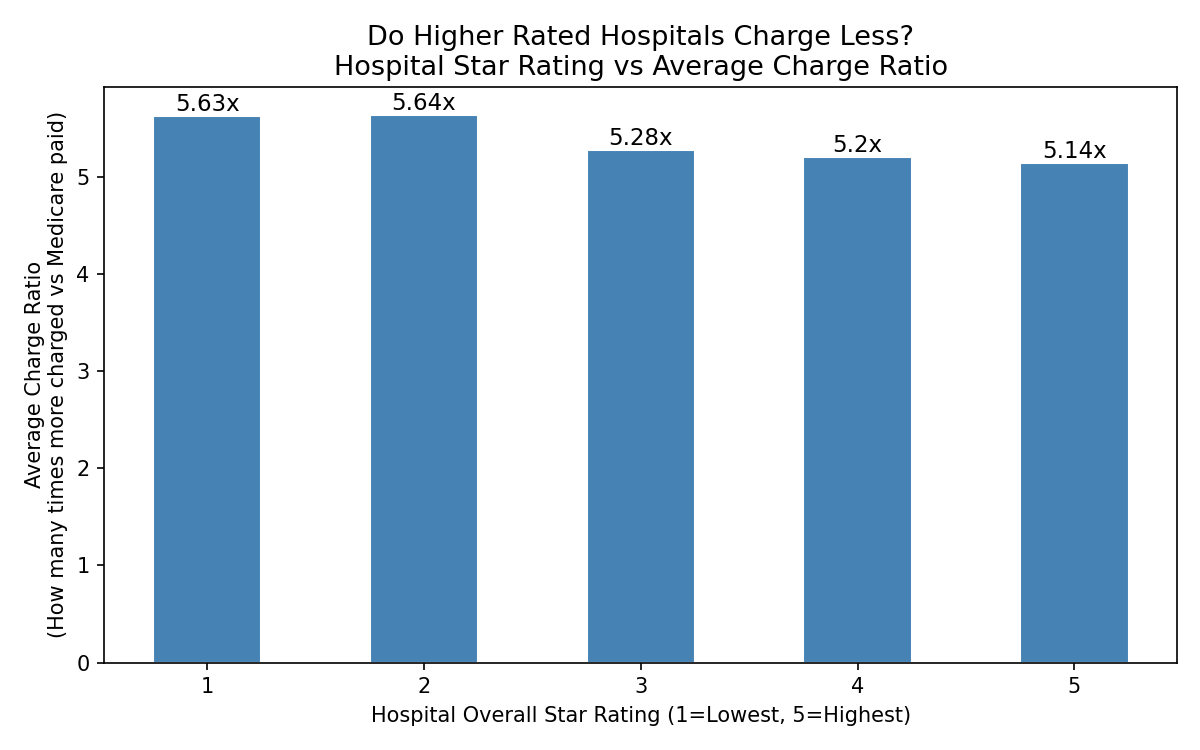 Do Higher Rated Hospitals Charge Less?
Hospital Star Rating vs Average Charge Ratio
Average Charge Ratio
(How many times more charged vs Medicare paid)
5
4
3
2
1
0
5.63x
5.64x
5.28x
5.2x
5.14x
1
2
3
4
5
Hospital Overall Star Rating (1=Lowest, 5=Highest)